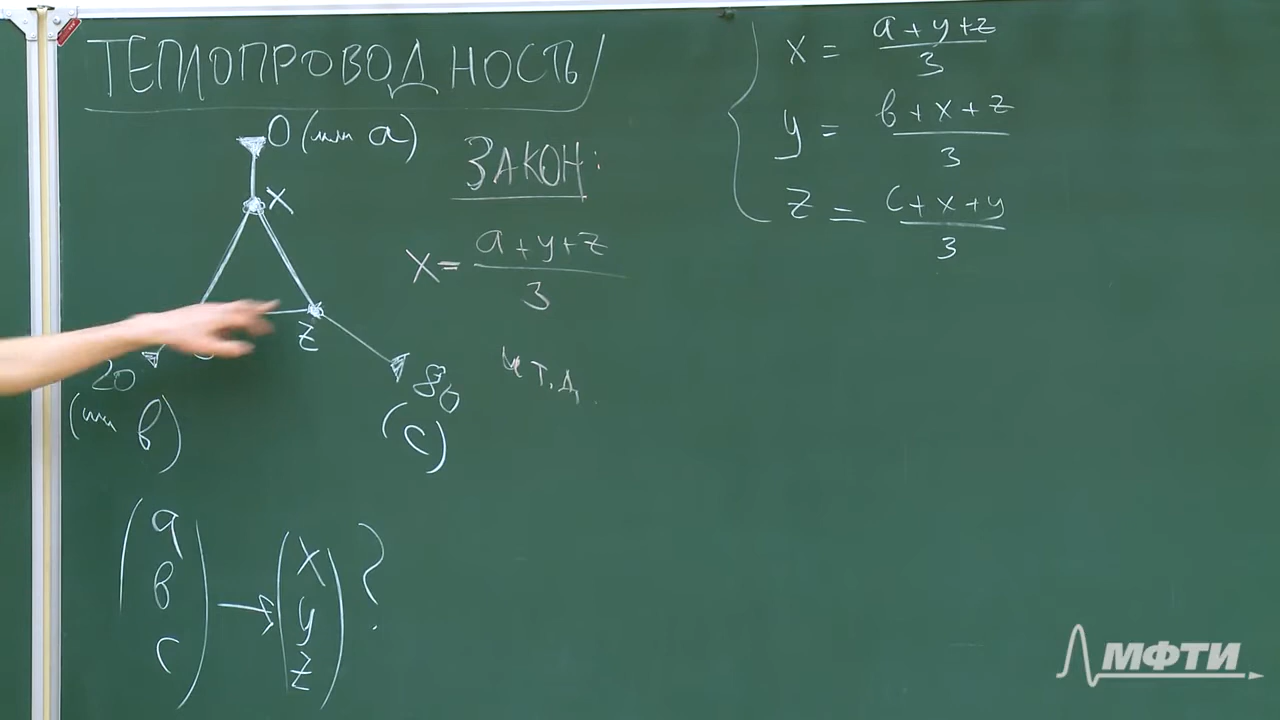 ТЕПЛОПРОВОДНОСТЬ
0 (или а)
ЗАКОН:
x
x = a+y+z
3
и т.д.
z
20
(или в)
80
(c)
a
в
c
→
x
y
z
?
x = a+y+z
3
y = в+x+z
3
z = c+x+y
3
МФТИ